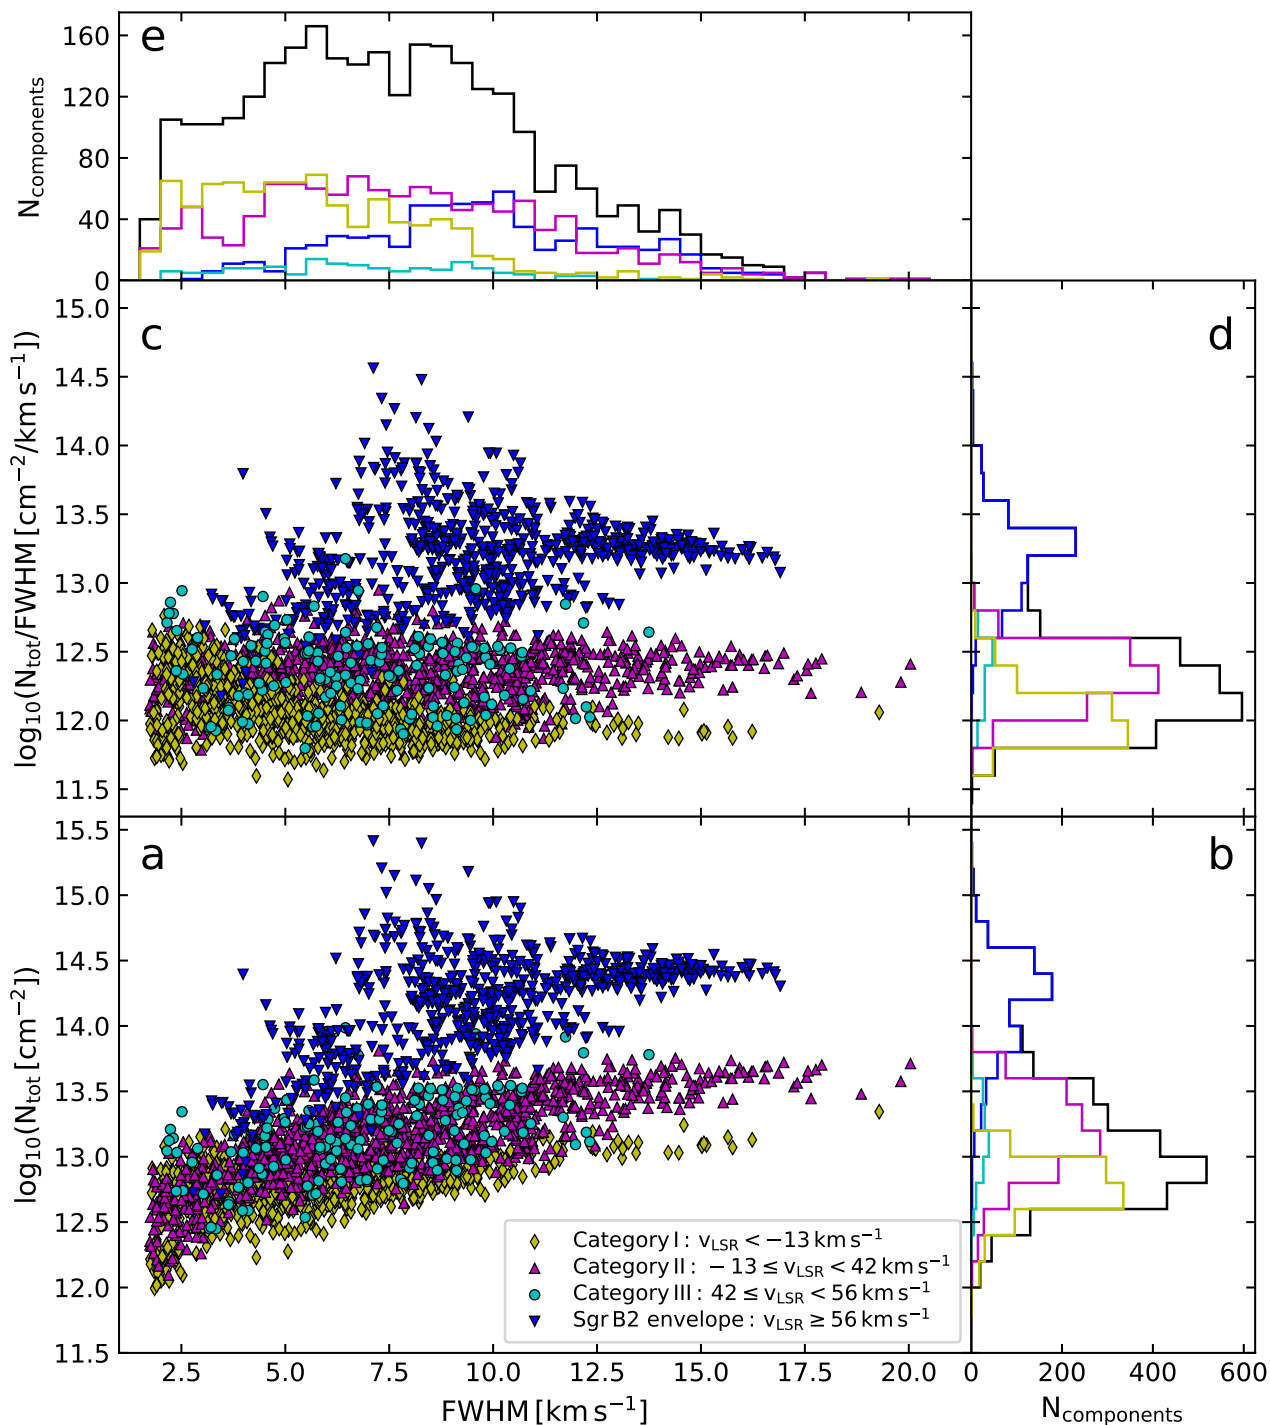 e
160
120
80
40
0
N_components
c
d
15.0
14.5
14.0
13.5
13.0
12.5
12.0
11.5
log₁₀(N_tot/FWHM [cm⁻²/km s⁻¹])
a
b
15.5
15.0
14.5
14.0
13.5
13.0
12.5
12.0
11.5
log₁₀(N_tot [cm⁻²])
Category I: v_LSR < −13 km s⁻¹
Category II: −13 ≤ v_LSR < 42 km s⁻¹
Category III: 42 ≤ v_LSR < 56 km s⁻¹
Sgr B2 envelope: v_LSR ≥ 56 km s⁻¹
2.5 5.0 7.5 10.0 12.5 15.0 17.5 20.0
0 200 400 600
FWHM [km s⁻¹]
N_components